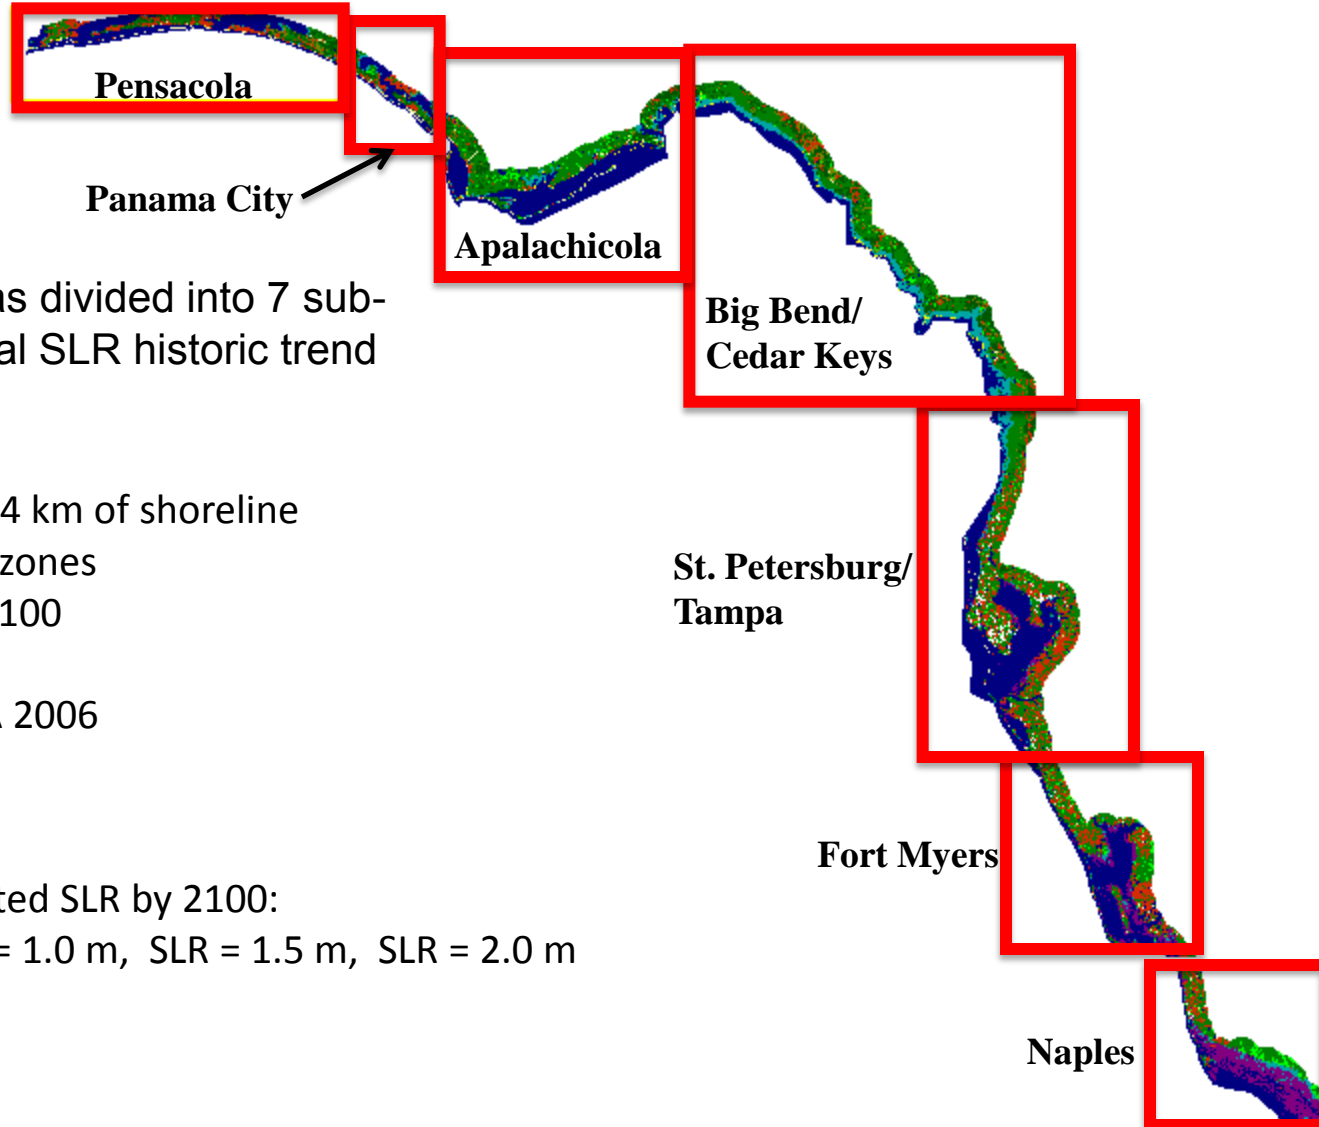 Pensacola
Panama City
Apalachicola
as divided into 7 sub-
al SLR historic trend
Big Bend/
Cedar Keys
4 km of shoreline
zones
100
2006
St. Petersburg/
Tampa
Fort Myers
ted SLR by 2100:
= 1.0 m, SLR = 1.5 m, SLR = 2.0 m
Naples